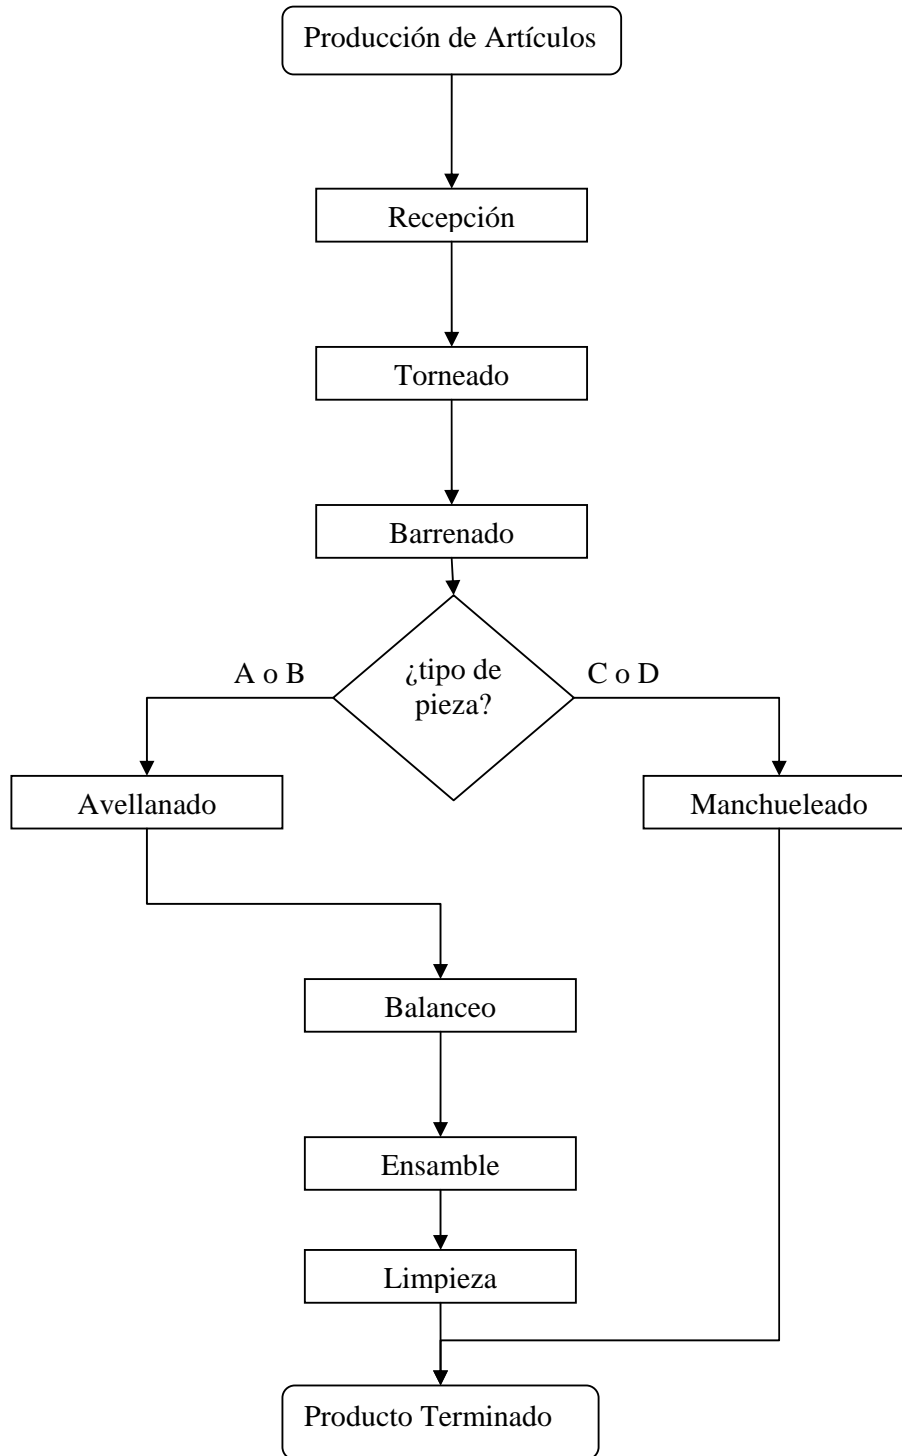 Producción de Artículos
Recepción
Torneado
Barrenado
A o B
¿tipo de
pieza?
C o D
Avellanado
Manchueleado
Balanceo
Ensamble
Limpieza
Producto Terminado